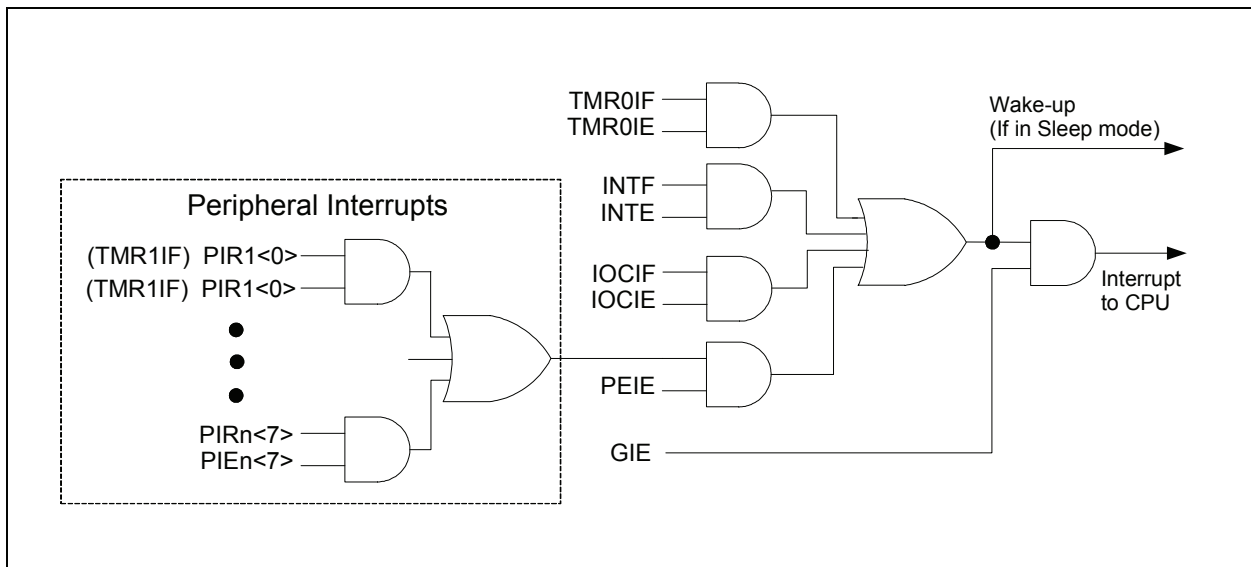 Peripheral Interrupts
(TMR1IF) PIR1<0>
(TMR1IF) PIR1<0>
PIRn<7>
PIEn<7>
TMR0IF
TMR0IE
INTF
INTE
IOCIF
IOCIE
PEIE
GIE
Wake-up
(If in Sleep mode)
Interrupt
to CPU